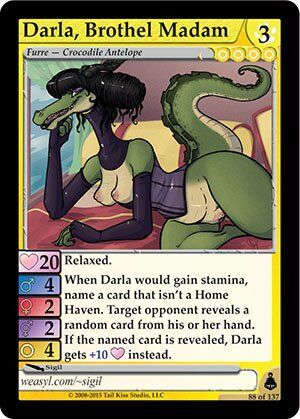 Darla, Brothel Madam
3
Furre — Crocodile Antelope
20
Relaxed.
4
2
2
4
When Darla would gain stamina,
name a card that isn't a Home
Haven. Target opponent reveals a
random card from his or her hand.
If the named card is revealed, Darla
gets +10 instead.
Sigil
weasyl.com/~sigil
© 2008-2015 Tail Kiss Studio, LLC
88 of 137